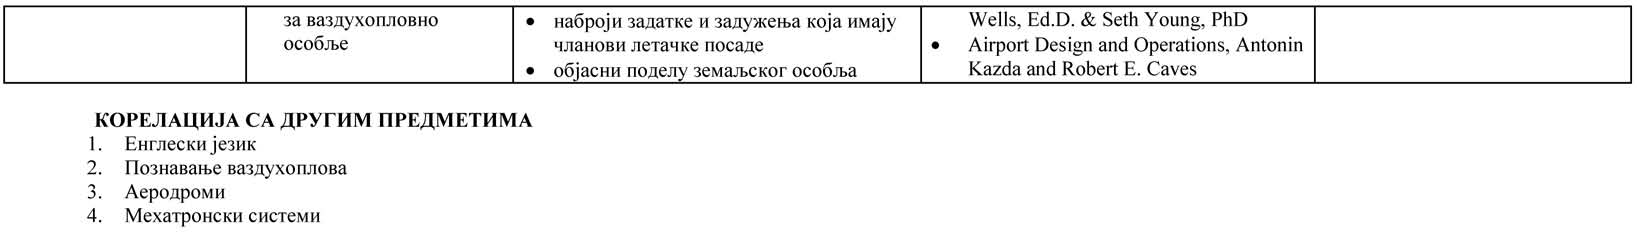 за ваздухопловно
особље
• наброји задатке и задужења која имају
чланови летачке посаде
• објасни поделу земаљског особља
Wells, Ed.D. & Seth Young, PhD
• Airport Design and Operations, Antonin
Kazda and Robert E. Caves
КОРЕЛАЦИЈА СА ДРУГИМ ПРЕДМЕТИМА
1. Енглески језик
2. Познавање ваздухоплова
3. Аеродроми
4. Мехатронски системи